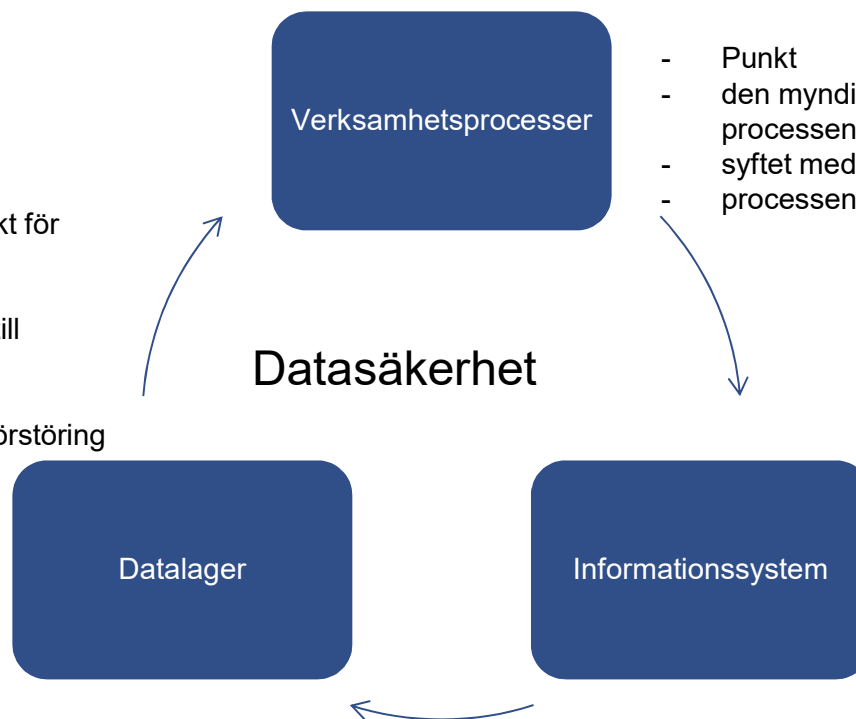 Verksamhetsprocesser
- Punkt
- den myndi
processen
- syftet med
- processen
kt för
ill
Datasäkerhet
örstöring
Datalager
Informationssystem